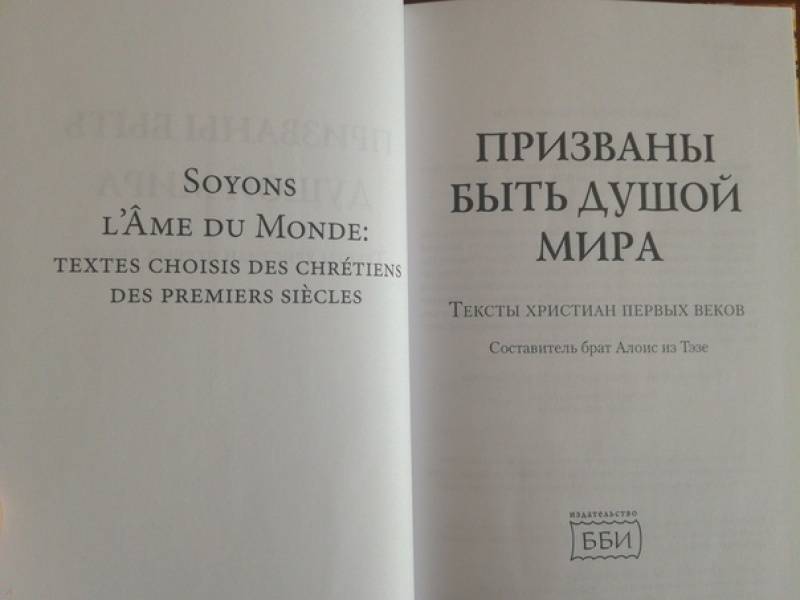 Soyons
l'Âme du Monde:
textes choisis des chrétiens
des premiers siècles
ПРИЗВАНЫ
БЫТЬ ДУШОЙ
МИРА
Тексты христиан первых веков
Составитель брат Алоис из Тэзе
издательство
ББИ